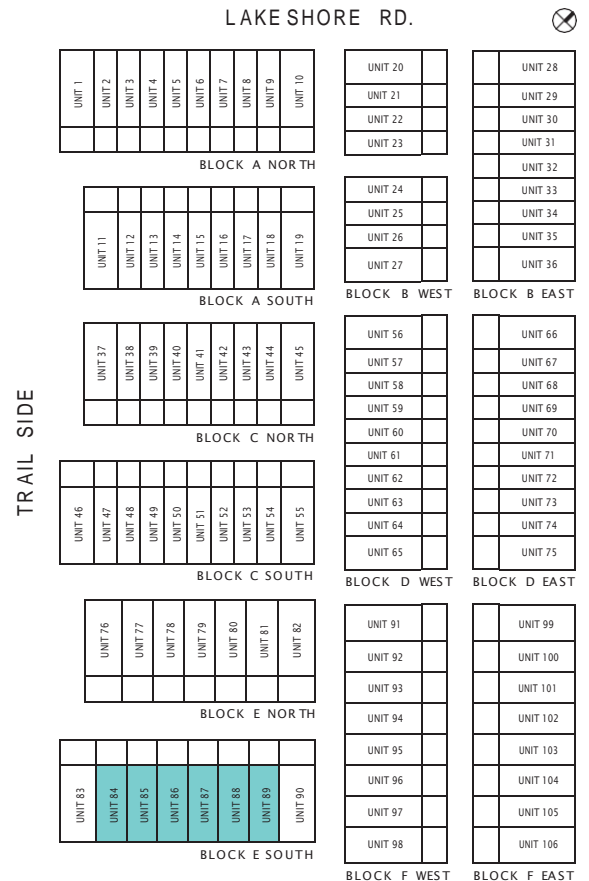 LAKE SHORE RD.
UNIT 1
UNIT 2
UNIT 3
UNIT 4
UNIT 5
UNIT 6
UNIT 7
UNIT 8
UNIT 9
UNIT 10
BLOCK A NORTH
UNIT 11
UNIT 12
UNIT 13
UNIT 14
UNIT 15
UNIT 16
UNIT 17
UNIT 18
UNIT 19
BLOCK A SOUTH
UNIT 20
UNIT 21
UNIT 22
UNIT 23
UNIT 24
UNIT 25
UNIT 26
UNIT 27
BLOCK B WEST
UNIT 28
UNIT 29
UNIT 30
UNIT 31
UNIT 32
UNIT 33
UNIT 34
UNIT 35
UNIT 36
BLOCK B EAST
TRAIL SIDE
UNIT 37
UNIT 38
UNIT 39
UNIT 40
UNIT 41
UNIT 42
UNIT 43
UNIT 44
UNIT 45
BLOCK C NORTH
UNIT 46
UNIT 47
UNIT 48
UNIT 49
UNIT 50
UNIT 51
UNIT 52
UNIT 53
UNIT 54
UNIT 55
BLOCK C SOUTH
UNIT 56
UNIT 57
UNIT 58
UNIT 59
UNIT 60
UNIT 61
UNIT 62
UNIT 63
UNIT 64
UNIT 65
BLOCK D WEST
UNIT 66
UNIT 67
UNIT 68
UNIT 69
UNIT 70
UNIT 71
UNIT 72
UNIT 73
UNIT 74
UNIT 75
BLOCK D EAST
UNIT 76
UNIT 77
UNIT 78
UNIT 79
UNIT 80
UNIT 81
UNIT 82
BLOCK E NORTH
UNIT 83
UNIT 84
UNIT 85
UNIT 86
UNIT 87
UNIT 88
UNIT 89
UNIT 90
BLOCK E SOUTH
UNIT 91
UNIT 92
UNIT 93
UNIT 94
UNIT 95
UNIT 96
UNIT 97
UNIT 98
BLOCK F WEST
UNIT 99
UNIT 100
UNIT 101
UNIT 102
UNIT 103
UNIT 104
UNIT 105
UNIT 106
BLOCK F EAST